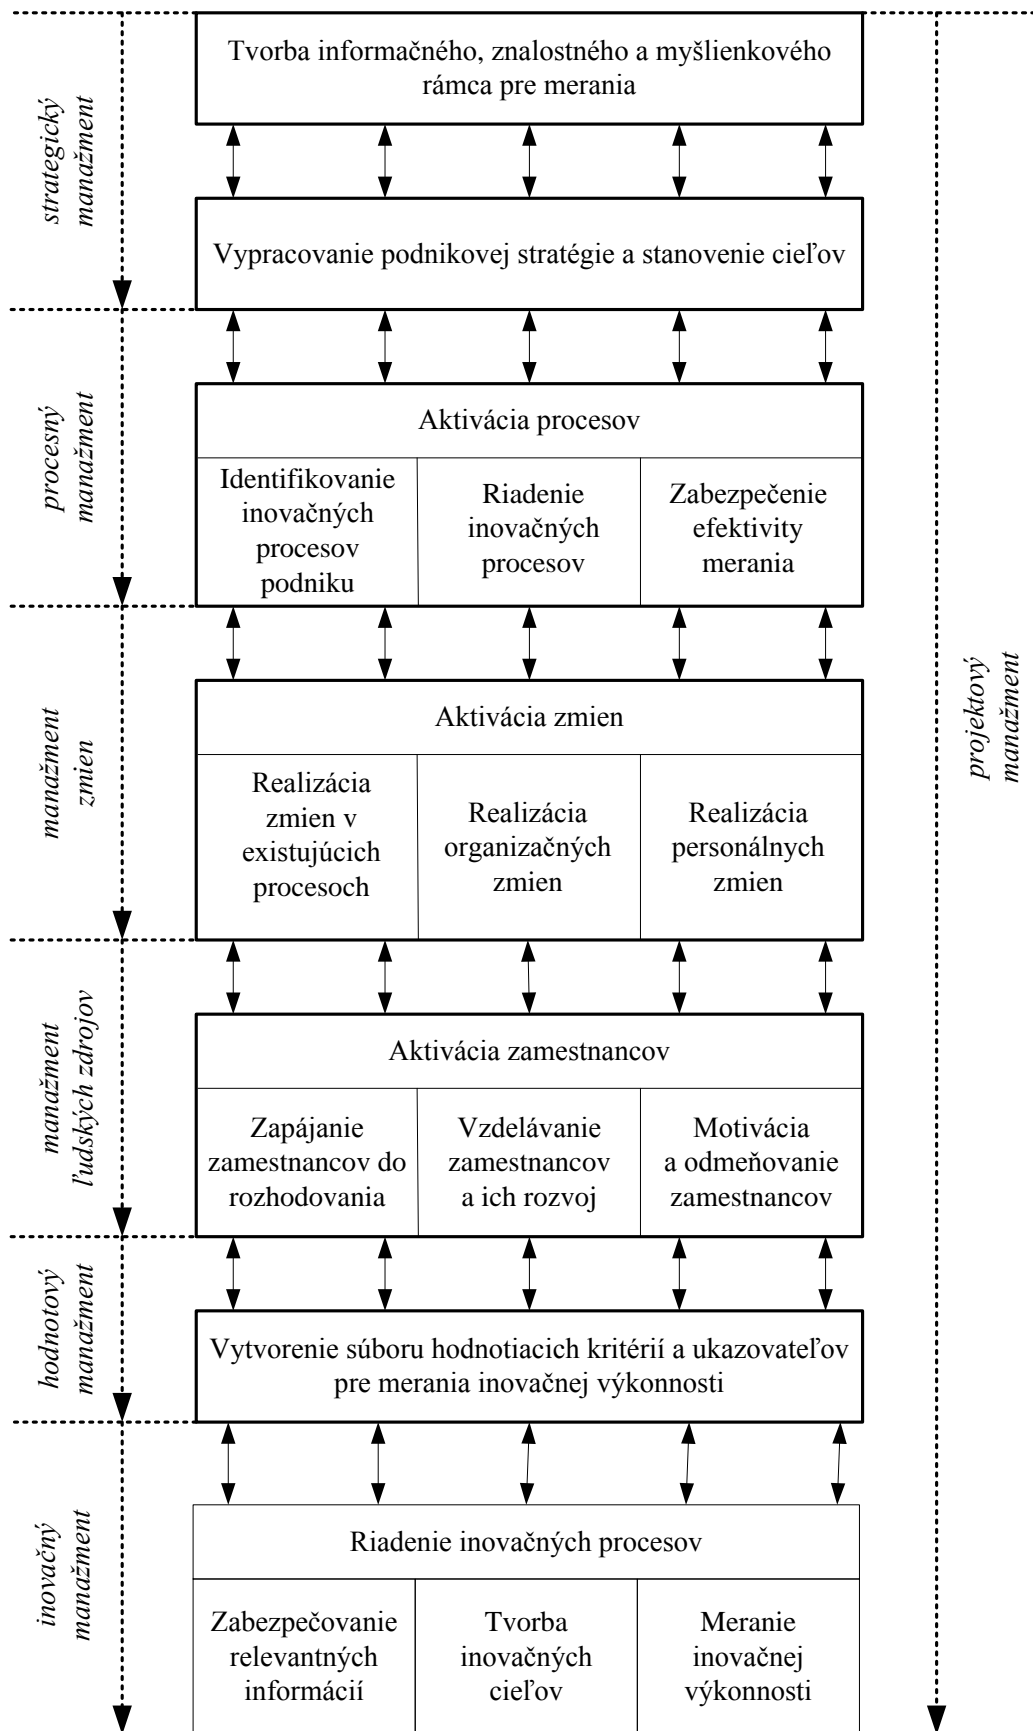 Tvorba informačného, znalostného a myšlienkového
rámca pre merania
strategický
manažment
Vypracovanie podnikovej stratégie a stanovenie cieľov
procesný
manažment
Aktivácia procesov
Identifikovanie
inovačných
procesov
podniku
Riadenie
inovačných
procesov
Zabezpečenie
efektivity
merania
manažment
zmien
Aktivácia zmien
Realizácia
zmien v
existujúcich
procesoch
Realizácia
organizačných
zmien
Realizácia
personálnych
zmien
projektový
manažment
manažment
ľudských zdrojov
Aktivácia zamestnancov
Zapájanie
zamestnancov do
rozhodovania
Vzdelávanie
zamestnancov
a ich rozvoj
Motivácia
a odmeňovanie
zamestnancov
hodnotový
manažment
Vytvorenie súboru hodnotiacich kritérií a ukazovateľov
pre merania inovačnej výkonnosti
inovačný
manažment
Riadenie inovačných procesov
Zabezpečovanie
relevantných
informácií
Tvorba
inovačných
cieľov
Meranie
inovačnej
výkonnosti